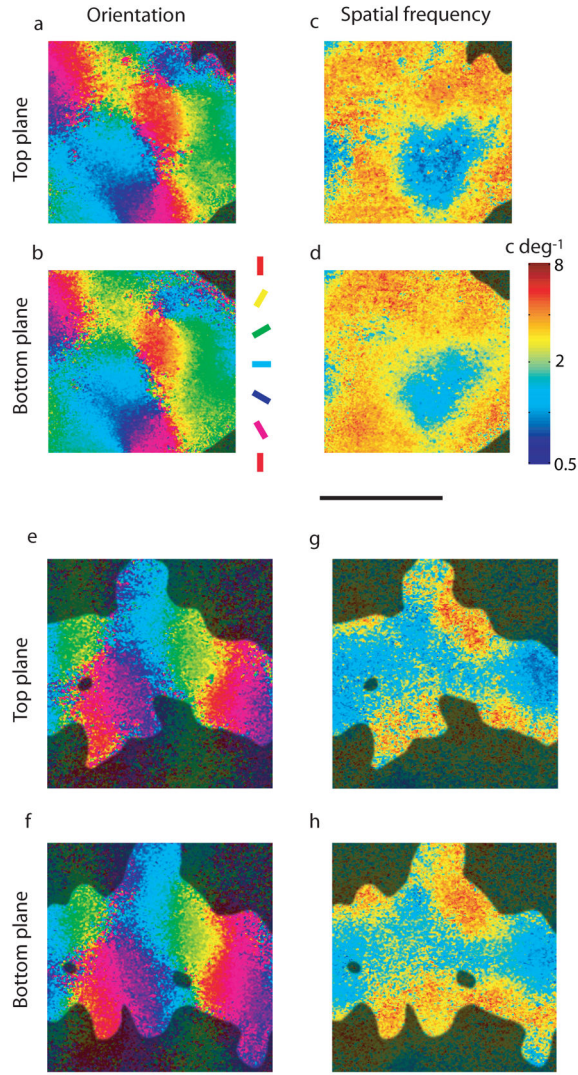 Orientation
Spatial frequency
a
c
Top plane
b
d
c deg-1
Bottom plane
8
2
0.5
e
g
Top plane
f
h
Bottom plane